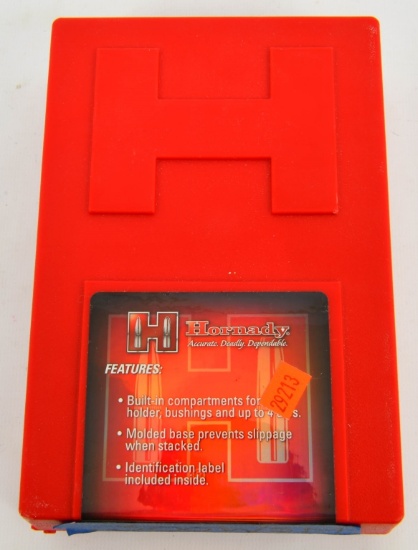 H
H Hornady
Accurate. Deadly. Dependable.
FEATURES:
• Built-in compartments for
holder, bushings and up to 4
• Molded base prevents slippage
when stacked.
• Identification label
included inside.
29213